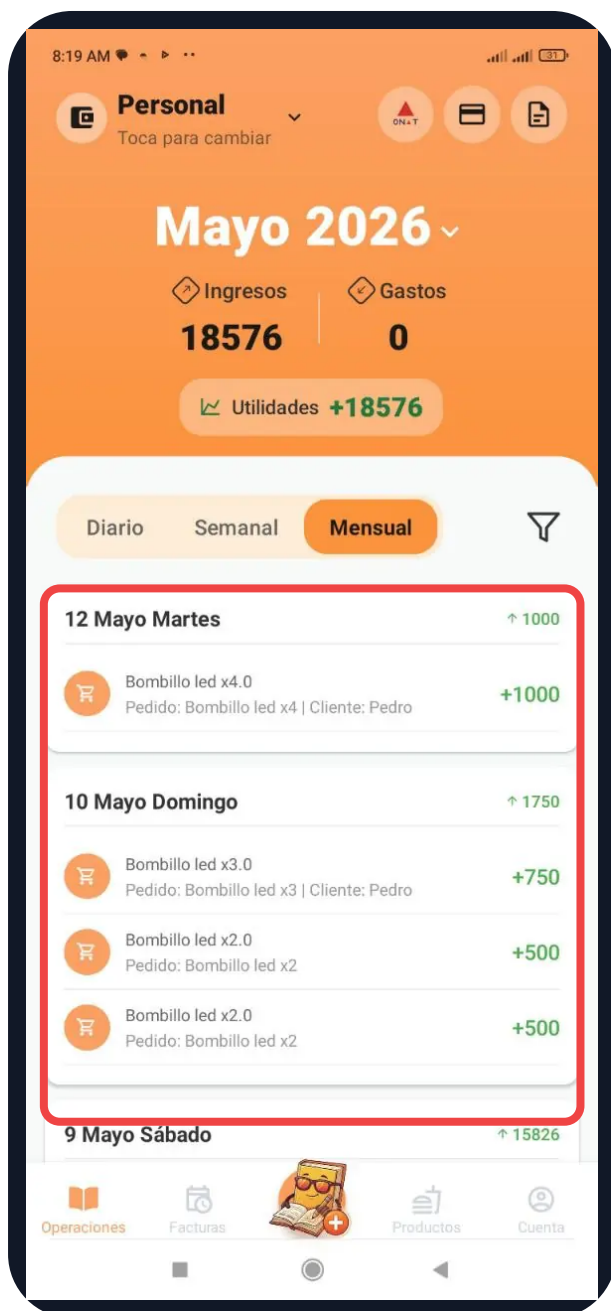 8:19 AM
31
Personal
Toca para cambiar
ONAT
Mayo 2026
Ingresos
Gastos
18576
0
Utilidades +18576
Diario
Semanal
Mensual
12 Mayo Martes
↑ 1000
Bombillo led x4.0
Pedido: Bombillo led x4 | Cliente: Pedro
+1000
10 Mayo Domingo
↑ 1750
Bombillo led x3.0
Pedido: Bombillo led x3 | Cliente: Pedro
+750
Bombillo led x2.0
Pedido: Bombillo led x2
+500
Bombillo led x2.0
Pedido: Bombillo led x2
+500
9 Mayo Sábado
↑ 15826
Operaciones
Facturas
Productos
Cuenta